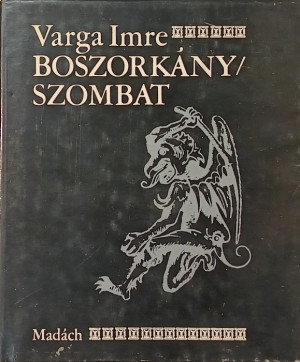 Varga Imre
BOSZORKÁNY/
SZOMBAT
Madách